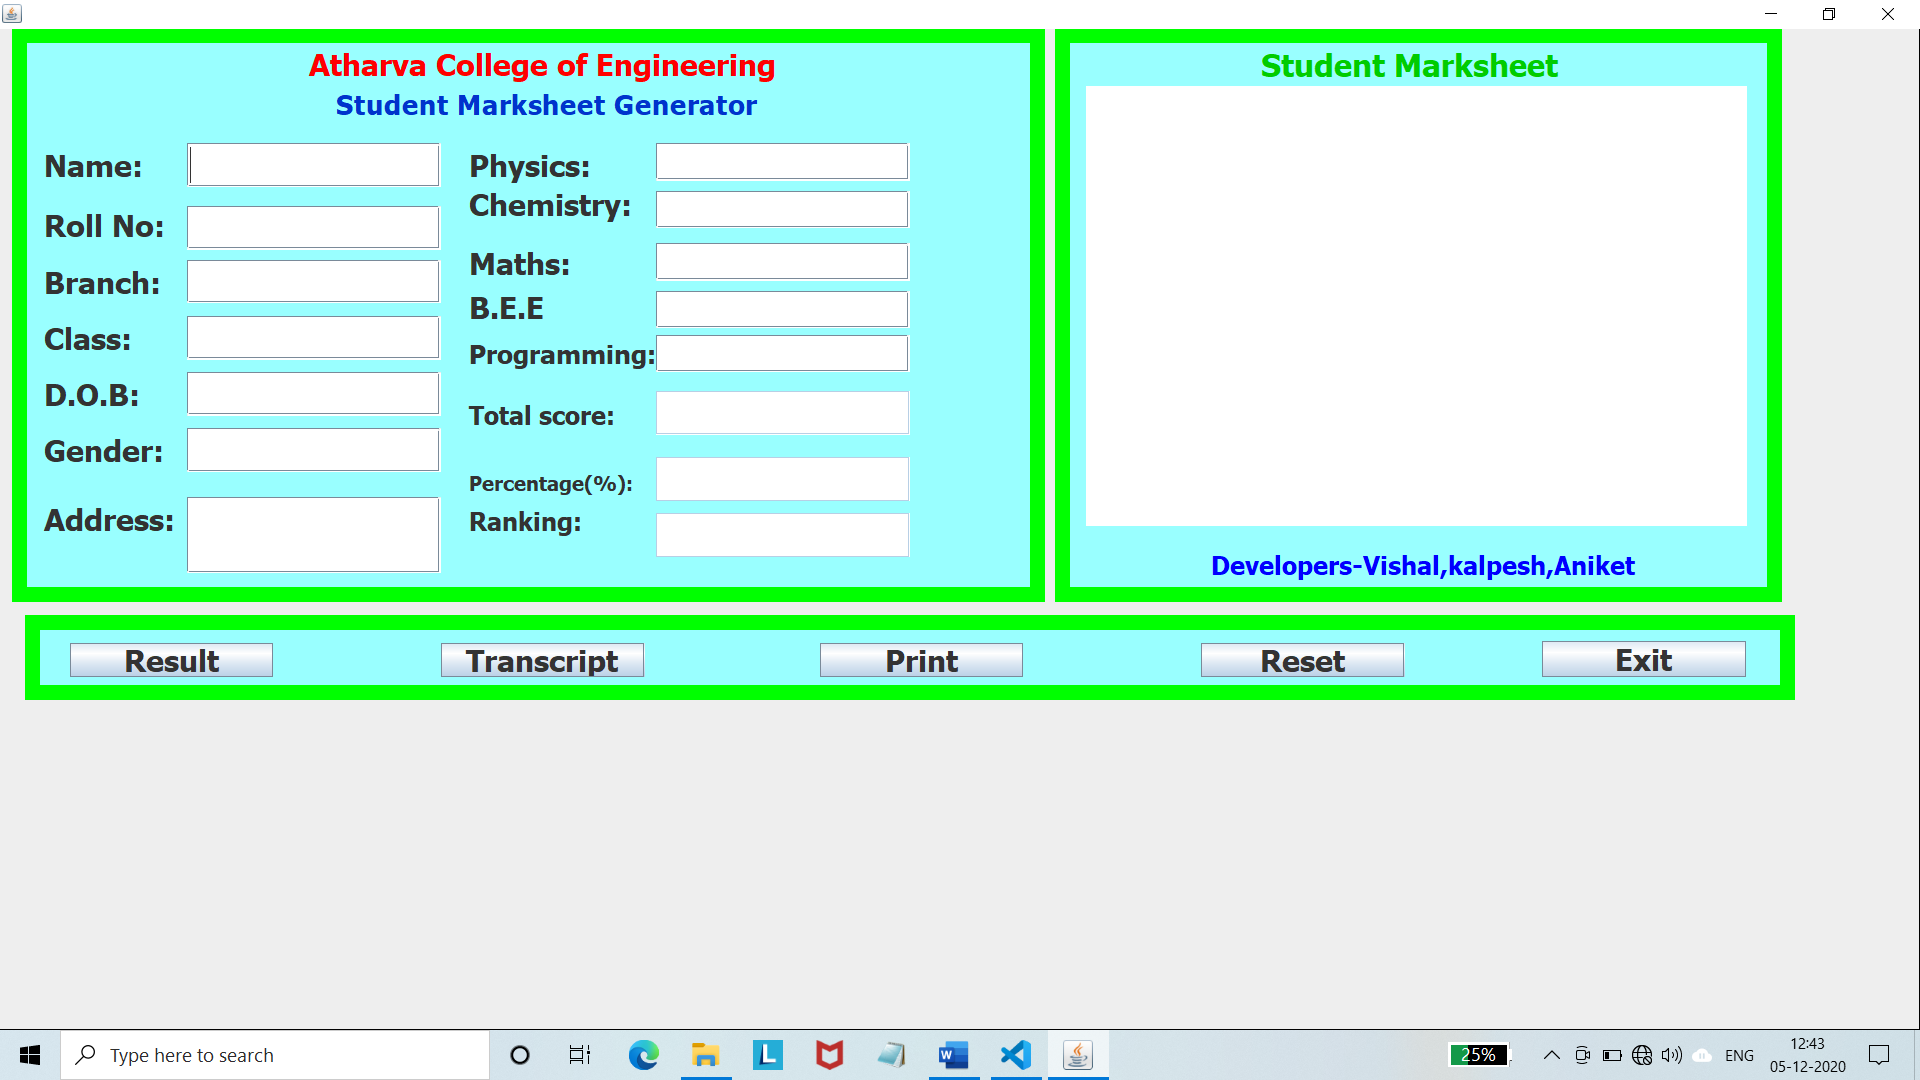 Atharva College of Engineering
Student Marksheet Generator
Name:
Roll No:
Branch:
Class:
D.O.B:
Gender:
Address:
Physics:
Chemistry:
Maths:
B.E.E
Programming:
Total score:
Percentage(%):
Ranking:
Student Marksheet
Developers-Vishal,kalpesh,Aniket
Result
Transcript
Print
Reset
Exit
Type here to search
L
W
25%
ENG
12:43
05-12-2020